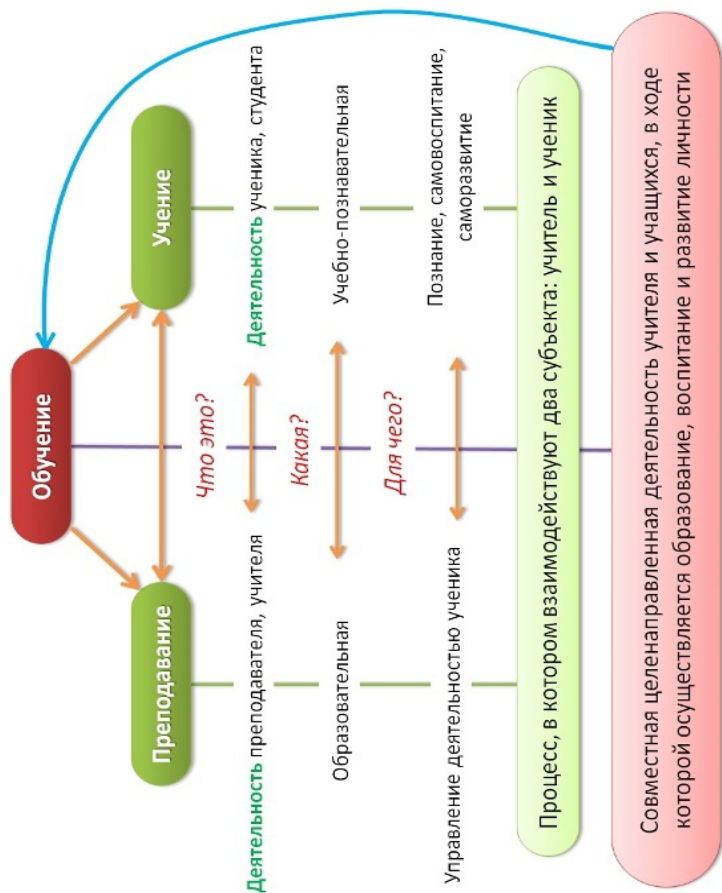 Обучение
Преподавание
Учение
Что это?
Деятельность преподавателя, учителя
Деятельность ученика, студента
Какая?
Образовательная
Учебно-познавательная
Для чего?
Управление деятельностью ученика
Познание, самовоспитание,
саморазвитие
Процесс, в котором взаимодействуют два субъекта: учитель и ученик
Совместная целенаправленная деятельность учителя и учащихся, в ходе
которой осуществляется образование, воспитание и развитие личности